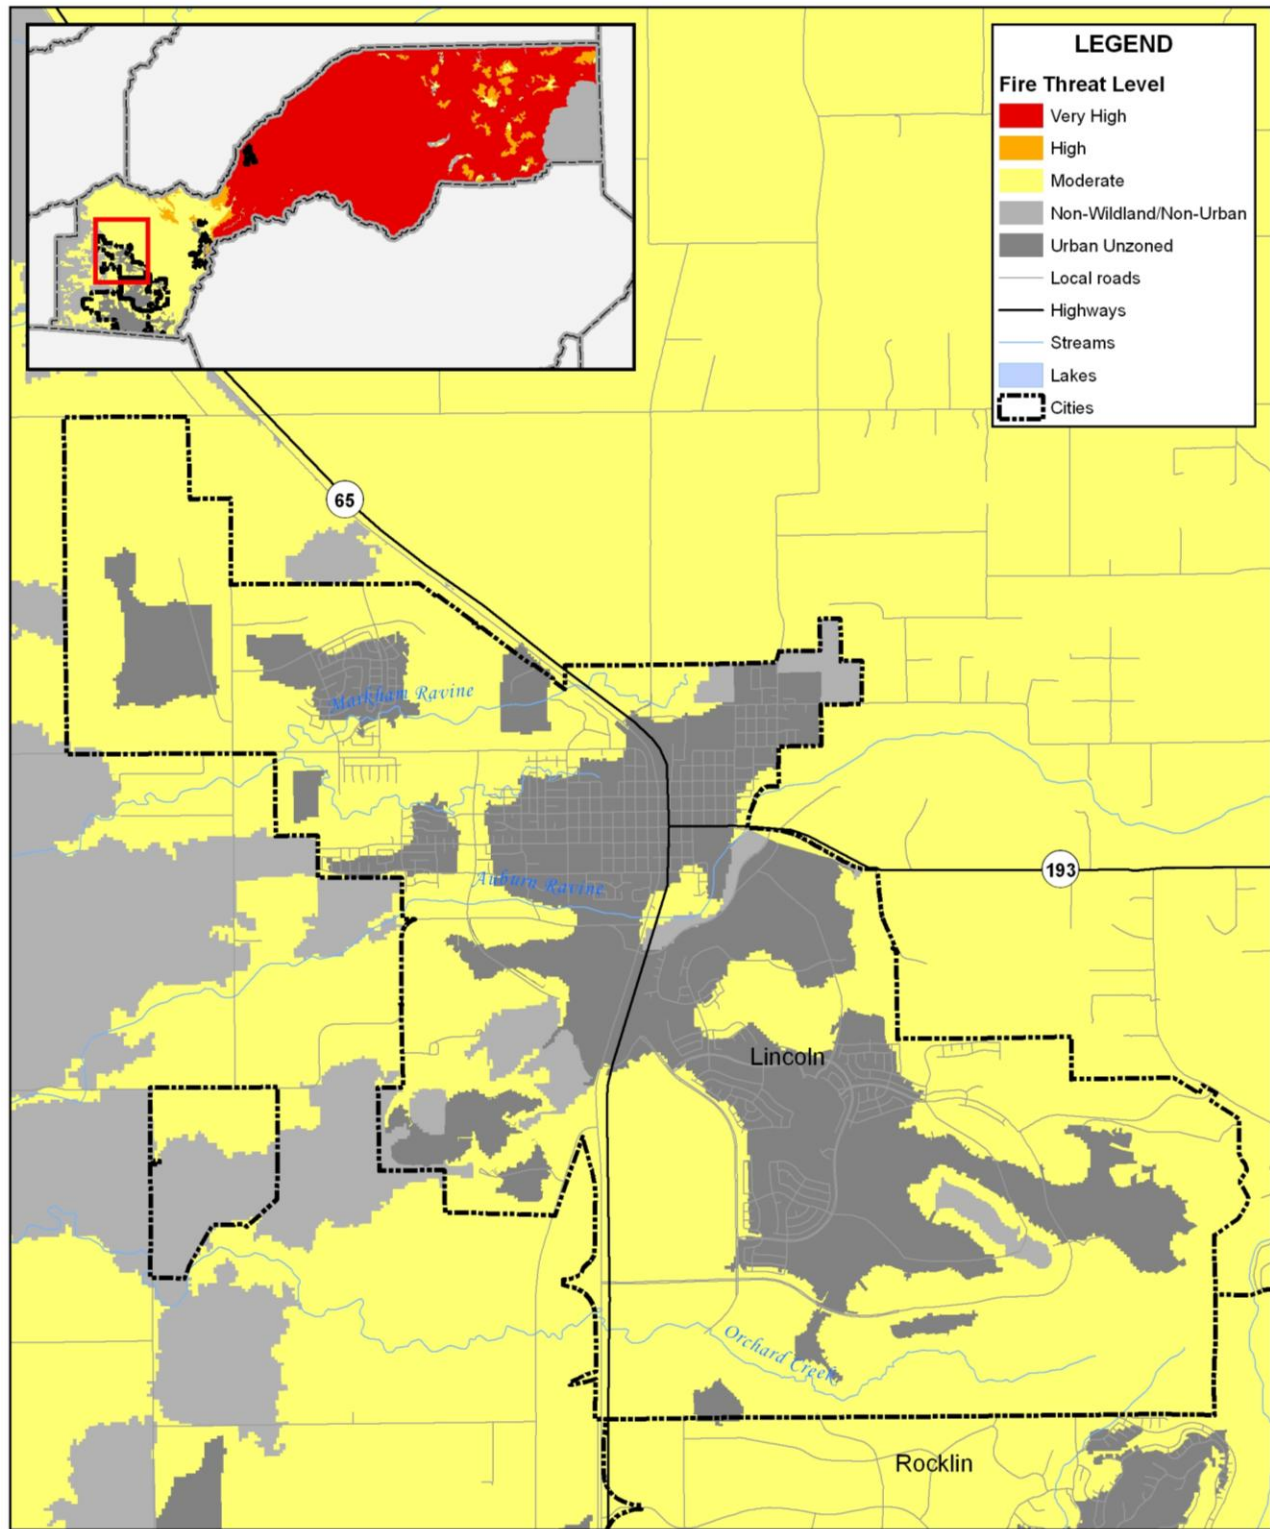 LEGEND
Fire Threat Level
Very High
High
Moderate
Non-Wildland/Non-Urban
Urban Unzoned
Local roads
Highways
Streams
Lakes
Cities
65
Markham Ravine
193
Auburn Ravine
Lincoln
Orchard Creek
Rocklin